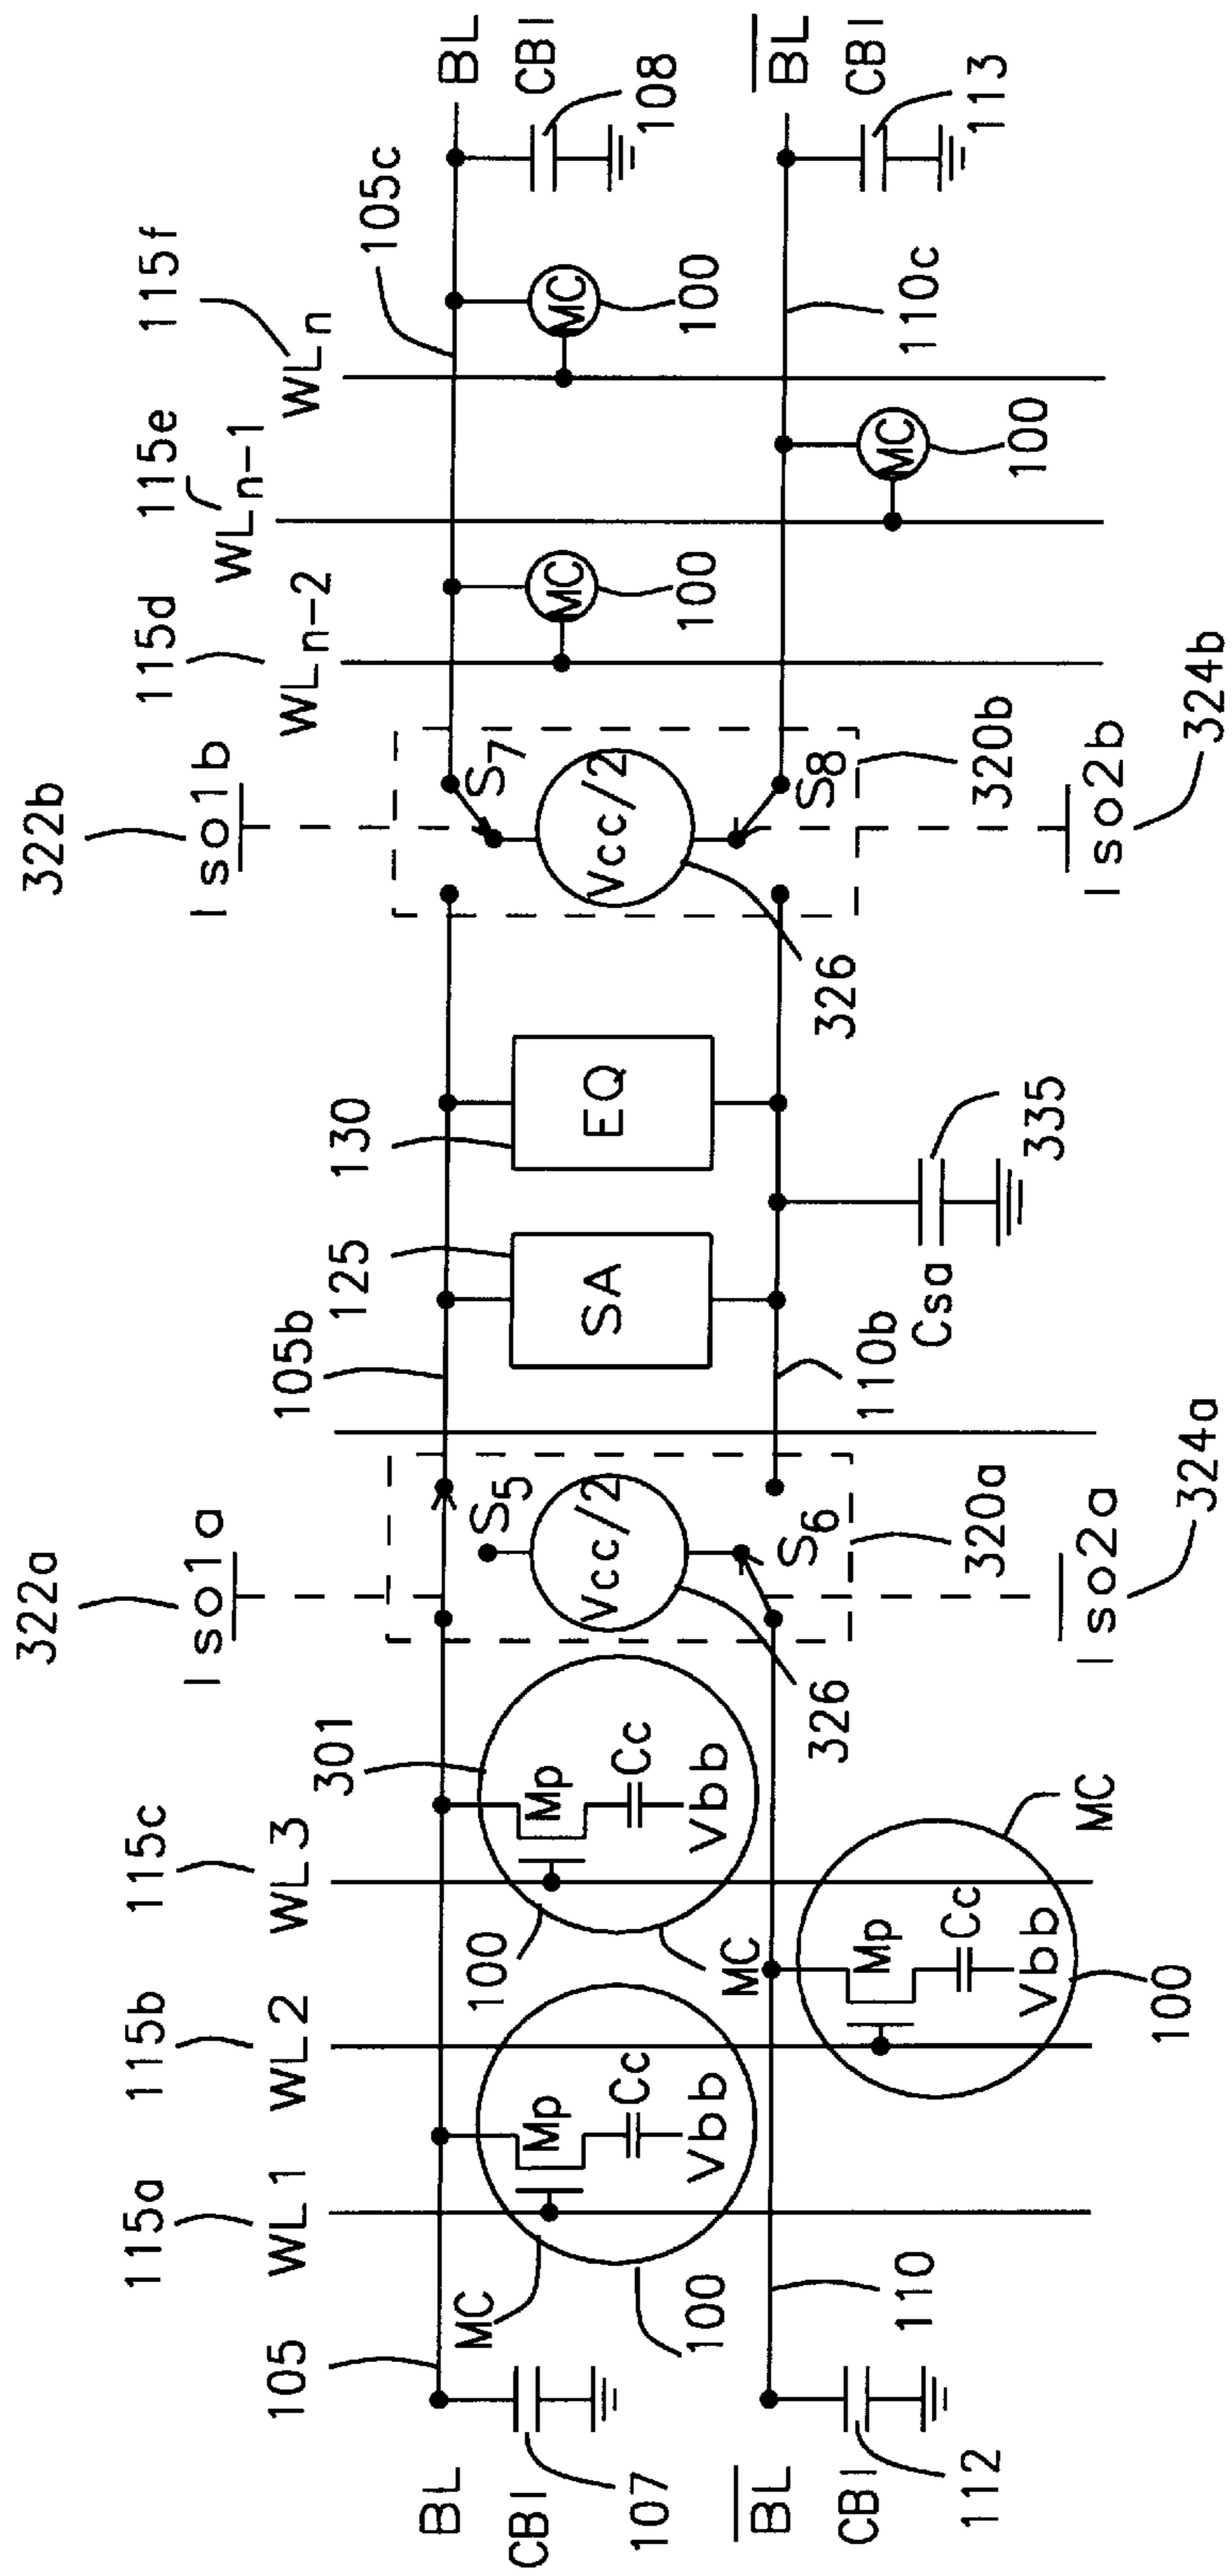 115a
115b
115c
322a
322b
115d
115e
115f
WL1
WL2
WL3
Iso1a
Iso1b
WLn-2
WLn-1
WLn
105
301
105b
125
130
105c
BL
BL
CBI
107
MC
100
Mp
Cc
Vbb
100
Mp
Cc
Vbb
MC
S5
Vcc/2
SA
EQ
S7
Vcc/2
MC
100
MC
100
CBI
108
BL
BL
CBI
112
110
Mp
Cc
Vbb
100
MC
326
S6
320a
110b
Csa
335
326
S8
320b
MC
100
110c
CBI
113
Iso2a
324a
Iso2b
324b